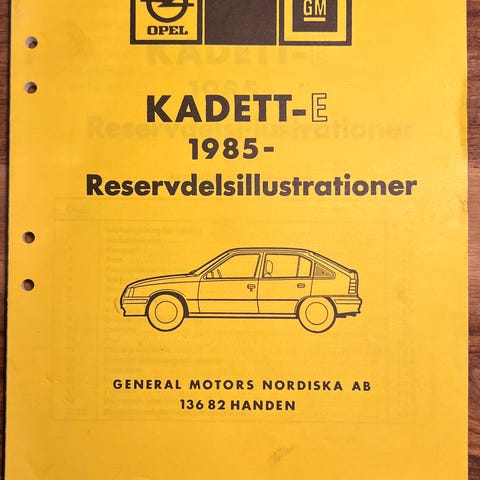 OPEL
GM
KADETT-E
1985-
Reservdelsillustrationer
GENERAL MOTORS NORDISKA AB
136 82 HANDEN